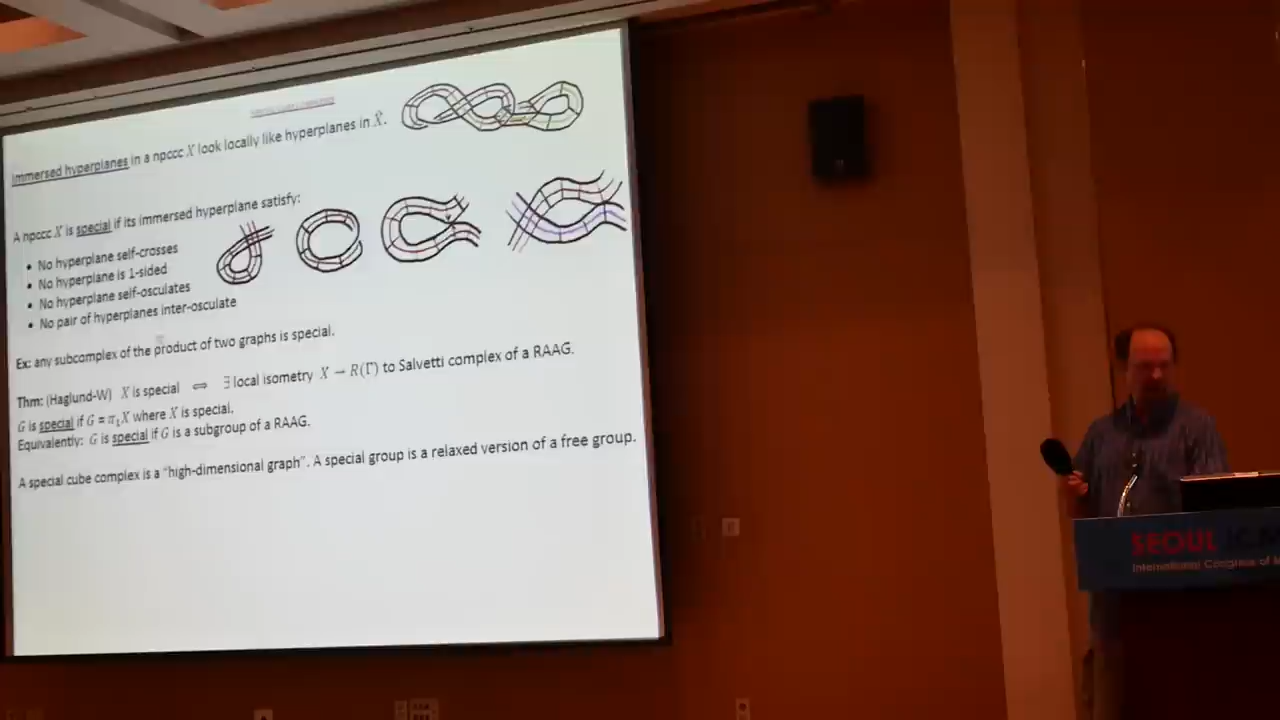 Immersed hyperplanes in a npccc X look locally like hyperplanes in X̃.
A npccc X is special if its immersed hyperplane satisfy:
• No hyperplane self-crosses
• No hyperplane is 1-sided
• No hyperplane self-osculates
• No pair of hyperplanes inter-osculate
Ex: any subcomplex of the product of two graphs is special.
Thm: (Haglund-W) X is special ⟺ ∃ local isometry X → R(Γ) to Salvetti complex of a RAAG.
G is special if G = π₁X where X is special.
Equivalently: G is special if G is a subgroup of a RAAG.
A special cube complex is a "high-dimensional graph". A special group is a relaxed version of a free group.
SEOUL
International Congress of